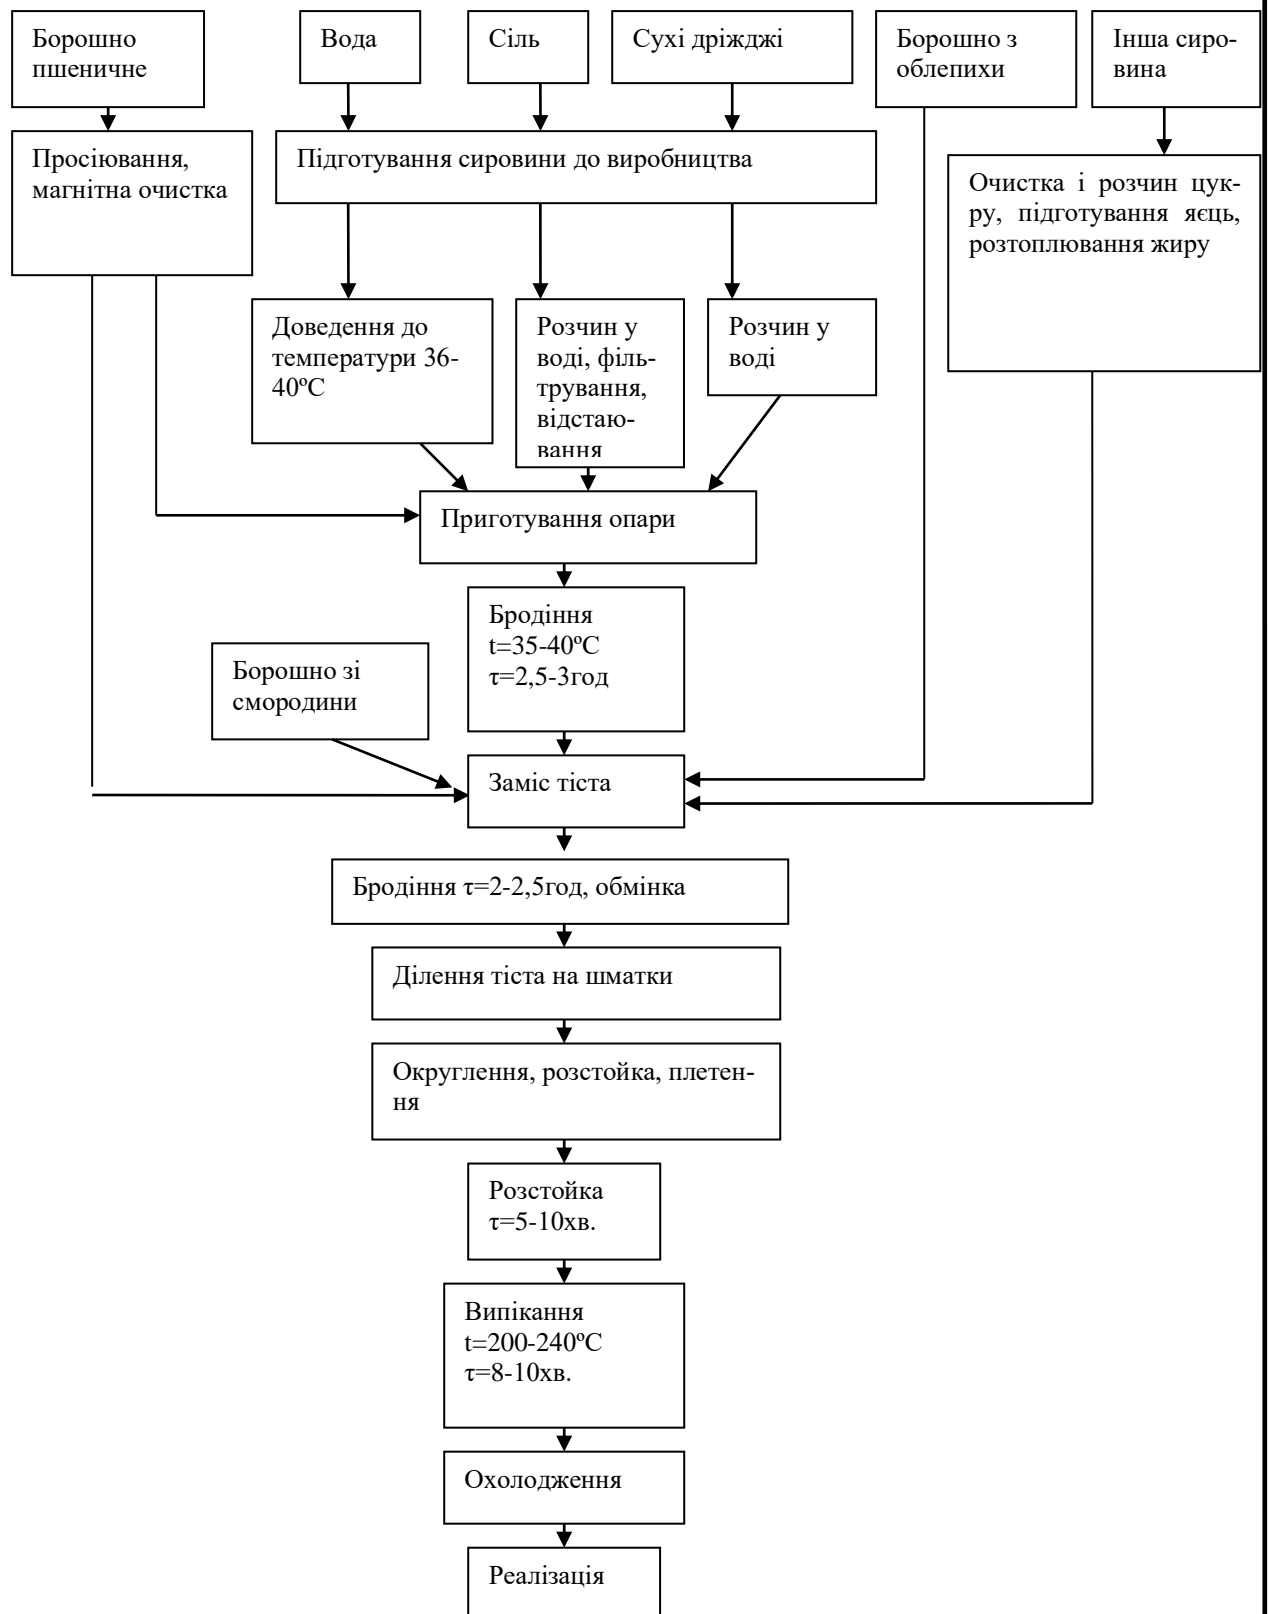 Борошно
пшеничне
Вода
Сіль
Сухі дріжджі
Борошно з
облепихи
Інша сиро-
вина
Просіювання,
магнітна очистка
Підготування сировини до виробництва
Очистка і розчин цук-
ру, підготування яєць,
розтоплювання жиру
Доведення до
температури 36-
40ºС
Розчин у
воді, філь-
трування,
відстаю-
вання
Розчин у
воді
Приготування опари
Бродіння
t=35-40ºС
τ=2,5-3год
Борошно зі
смородини
Заміс тіста
Бродіння τ=2-2,5год, обмінка
Ділення тіста на шматки
Округлення, розстойка, плетен-
ня
Розстойка
τ=5-10хв.
Випікання
t=200-240ºС
τ=8-10хв.
Охолодження
Реалізація